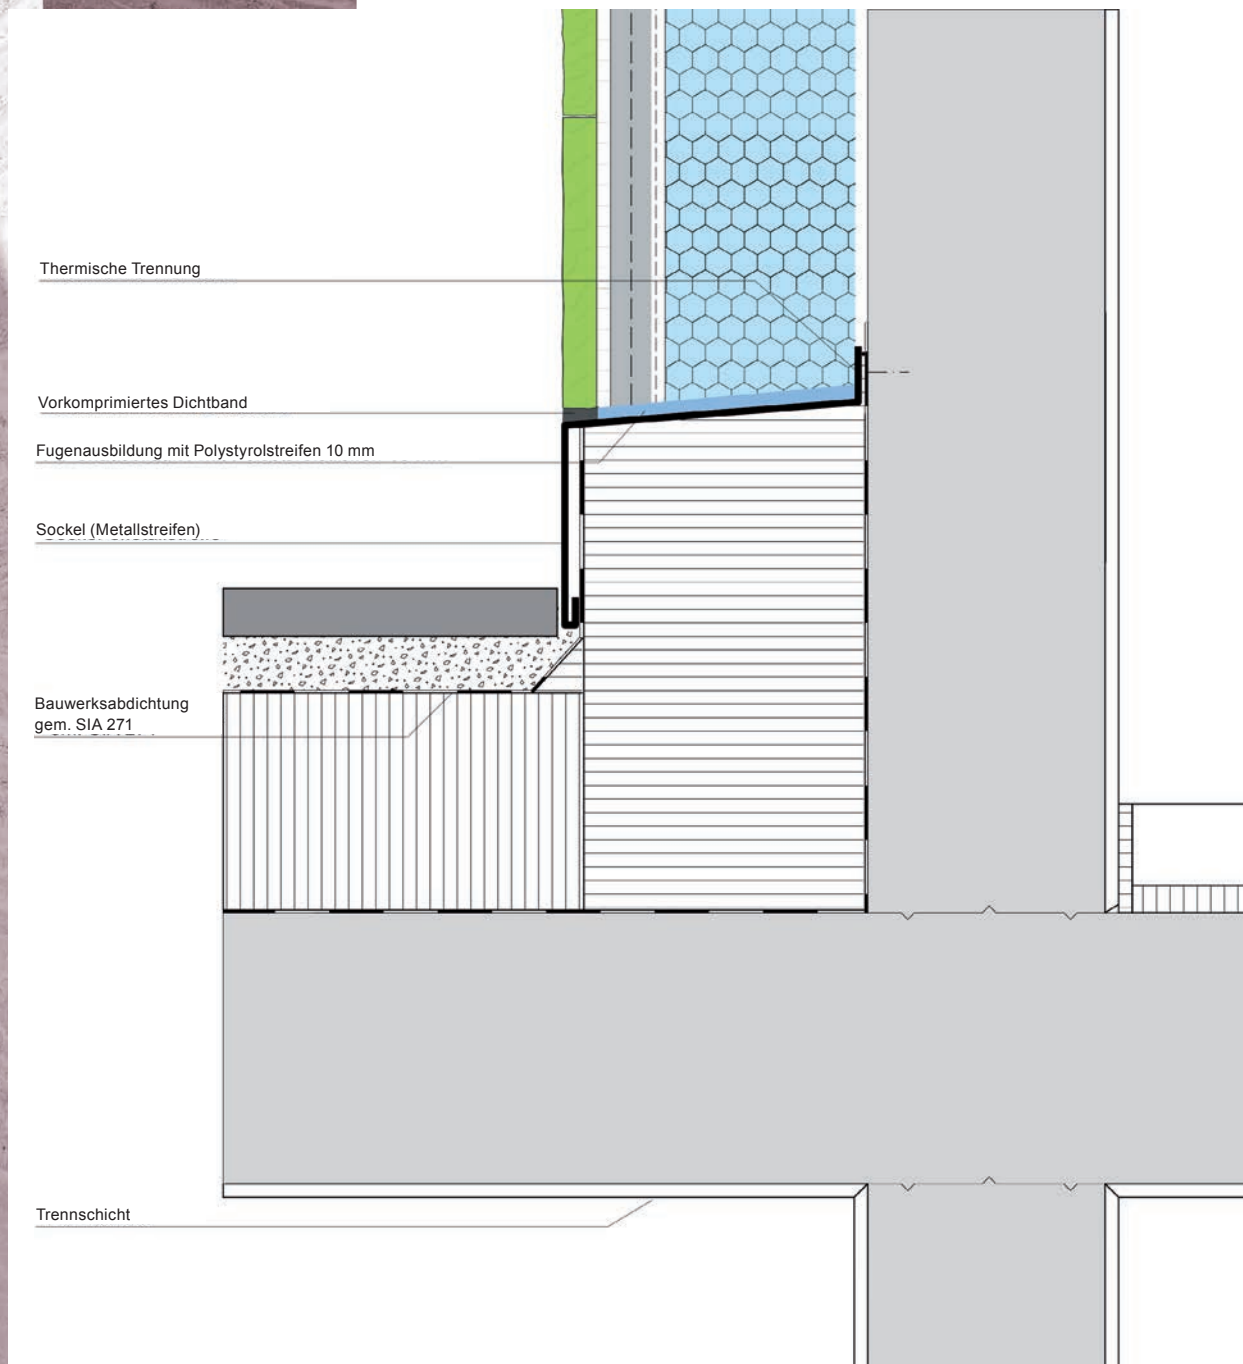 Thermische Trennung
Vorkomprimiertes Dichtband
Fugenausbildung mit Polystyrolstreifen 10 mm
Sockel (Metallstreifen)
Bauwerksabdichtung
gem. SIA 271
Trennschicht